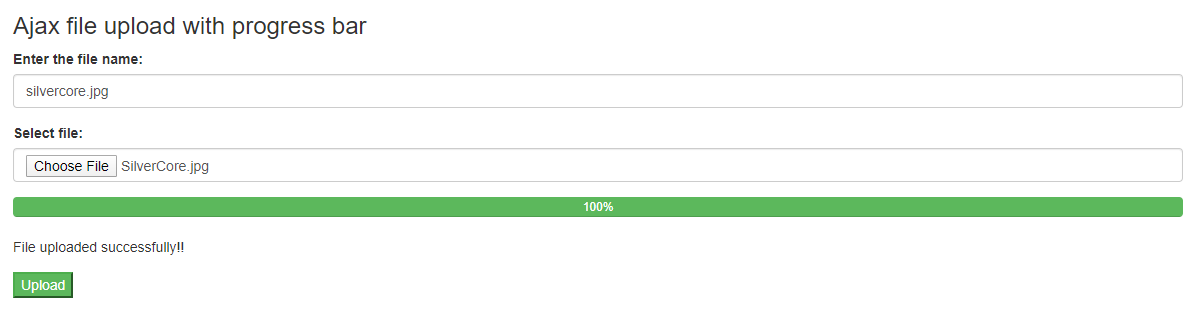 Ajax file upload with progress bar
Enter the file name:
silvercore.jpg
Select file:
Choose File SilverCore.jpg
100%
File uploaded successfully!!
Upload